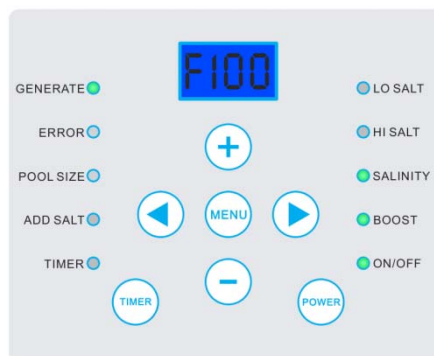 F100
GENERATE
ERROR
POOL SIZE
ADD SALT
TIMER
LO SALT
HI SALT
SALINITY
BOOST
ON/OFF
+
MENU
−
TIMER
POWER